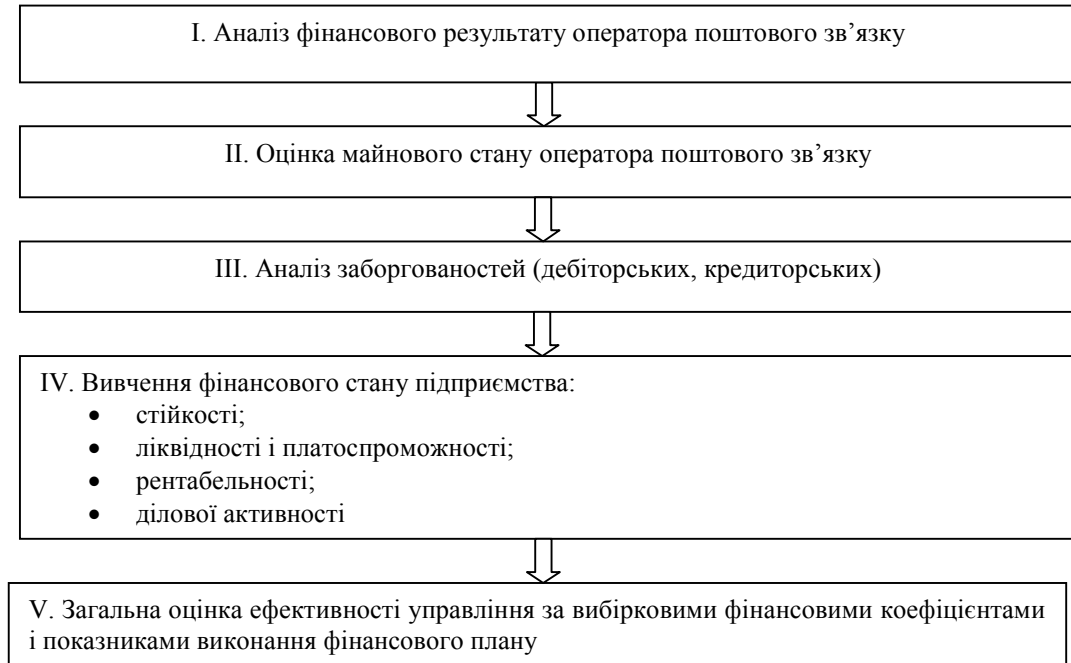 I. Аналіз фінансового результату оператора поштового зв’язку
II. Оцінка майнового стану оператора поштового зв’язку
III. Аналіз заборгованостей (дебіторських, кредиторських)
IV. Вивчення фінансового стану підприємства:
• стійкості;
• ліквідності і платоспроможності;
• рентабельності;
• ділової активності
V. Загальна оцінка ефективності управління за вибірковими фінансовими коефіцієнтами
і показниками виконання фінансового плану